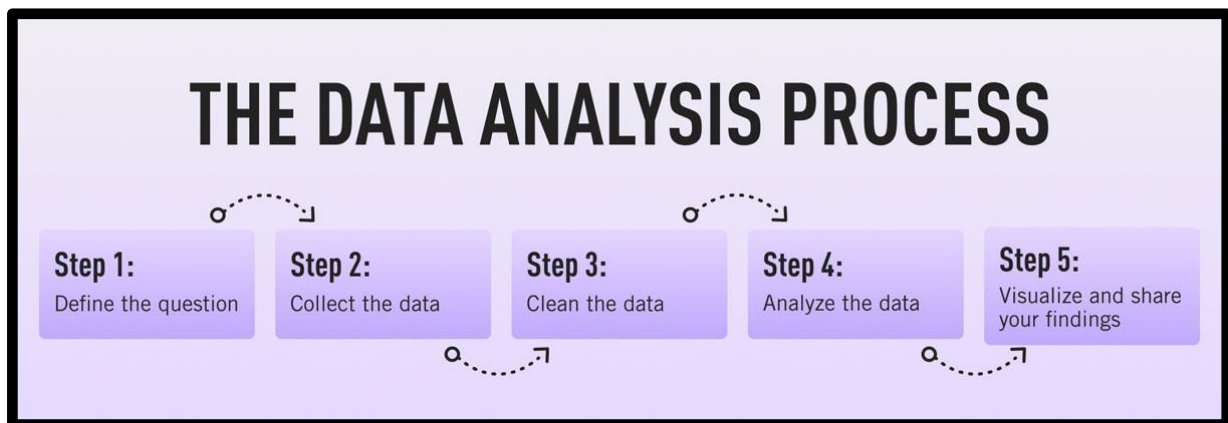 THE DATA ANALYSIS PROCESS
Step 1:
Define the question
Step 2:
Collect the data
Step 3:
Clean the data
Step 4:
Analyze the data
Step 5:
Visualize and share
your findings